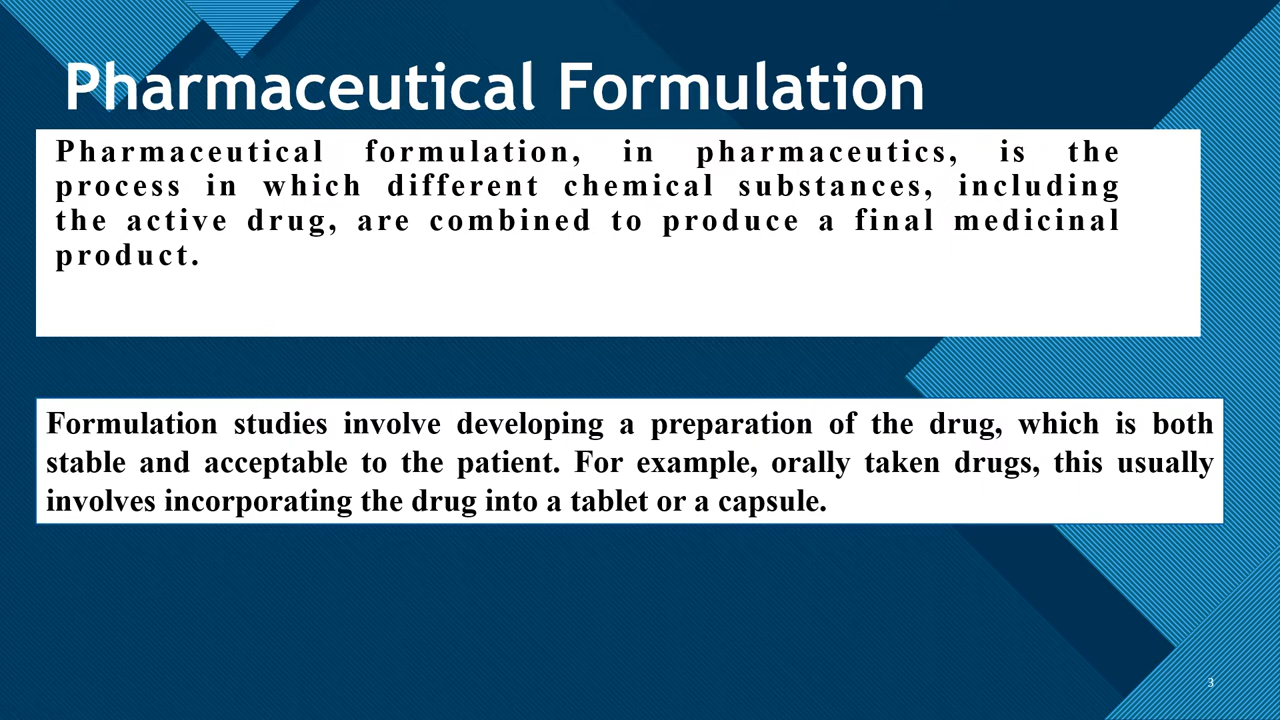 Pharmaceutical Formulation
Pharmaceutical formulation, in pharmaceutics, is the
process in which different chemical substances, including
the active drug, are combined to produce a final medicinal
product.
Formulation studies involve developing a preparation of the drug, which is both
stable and acceptable to the patient. For example, orally taken drugs, this usually
involves incorporating the drug into a tablet or a capsule.
3